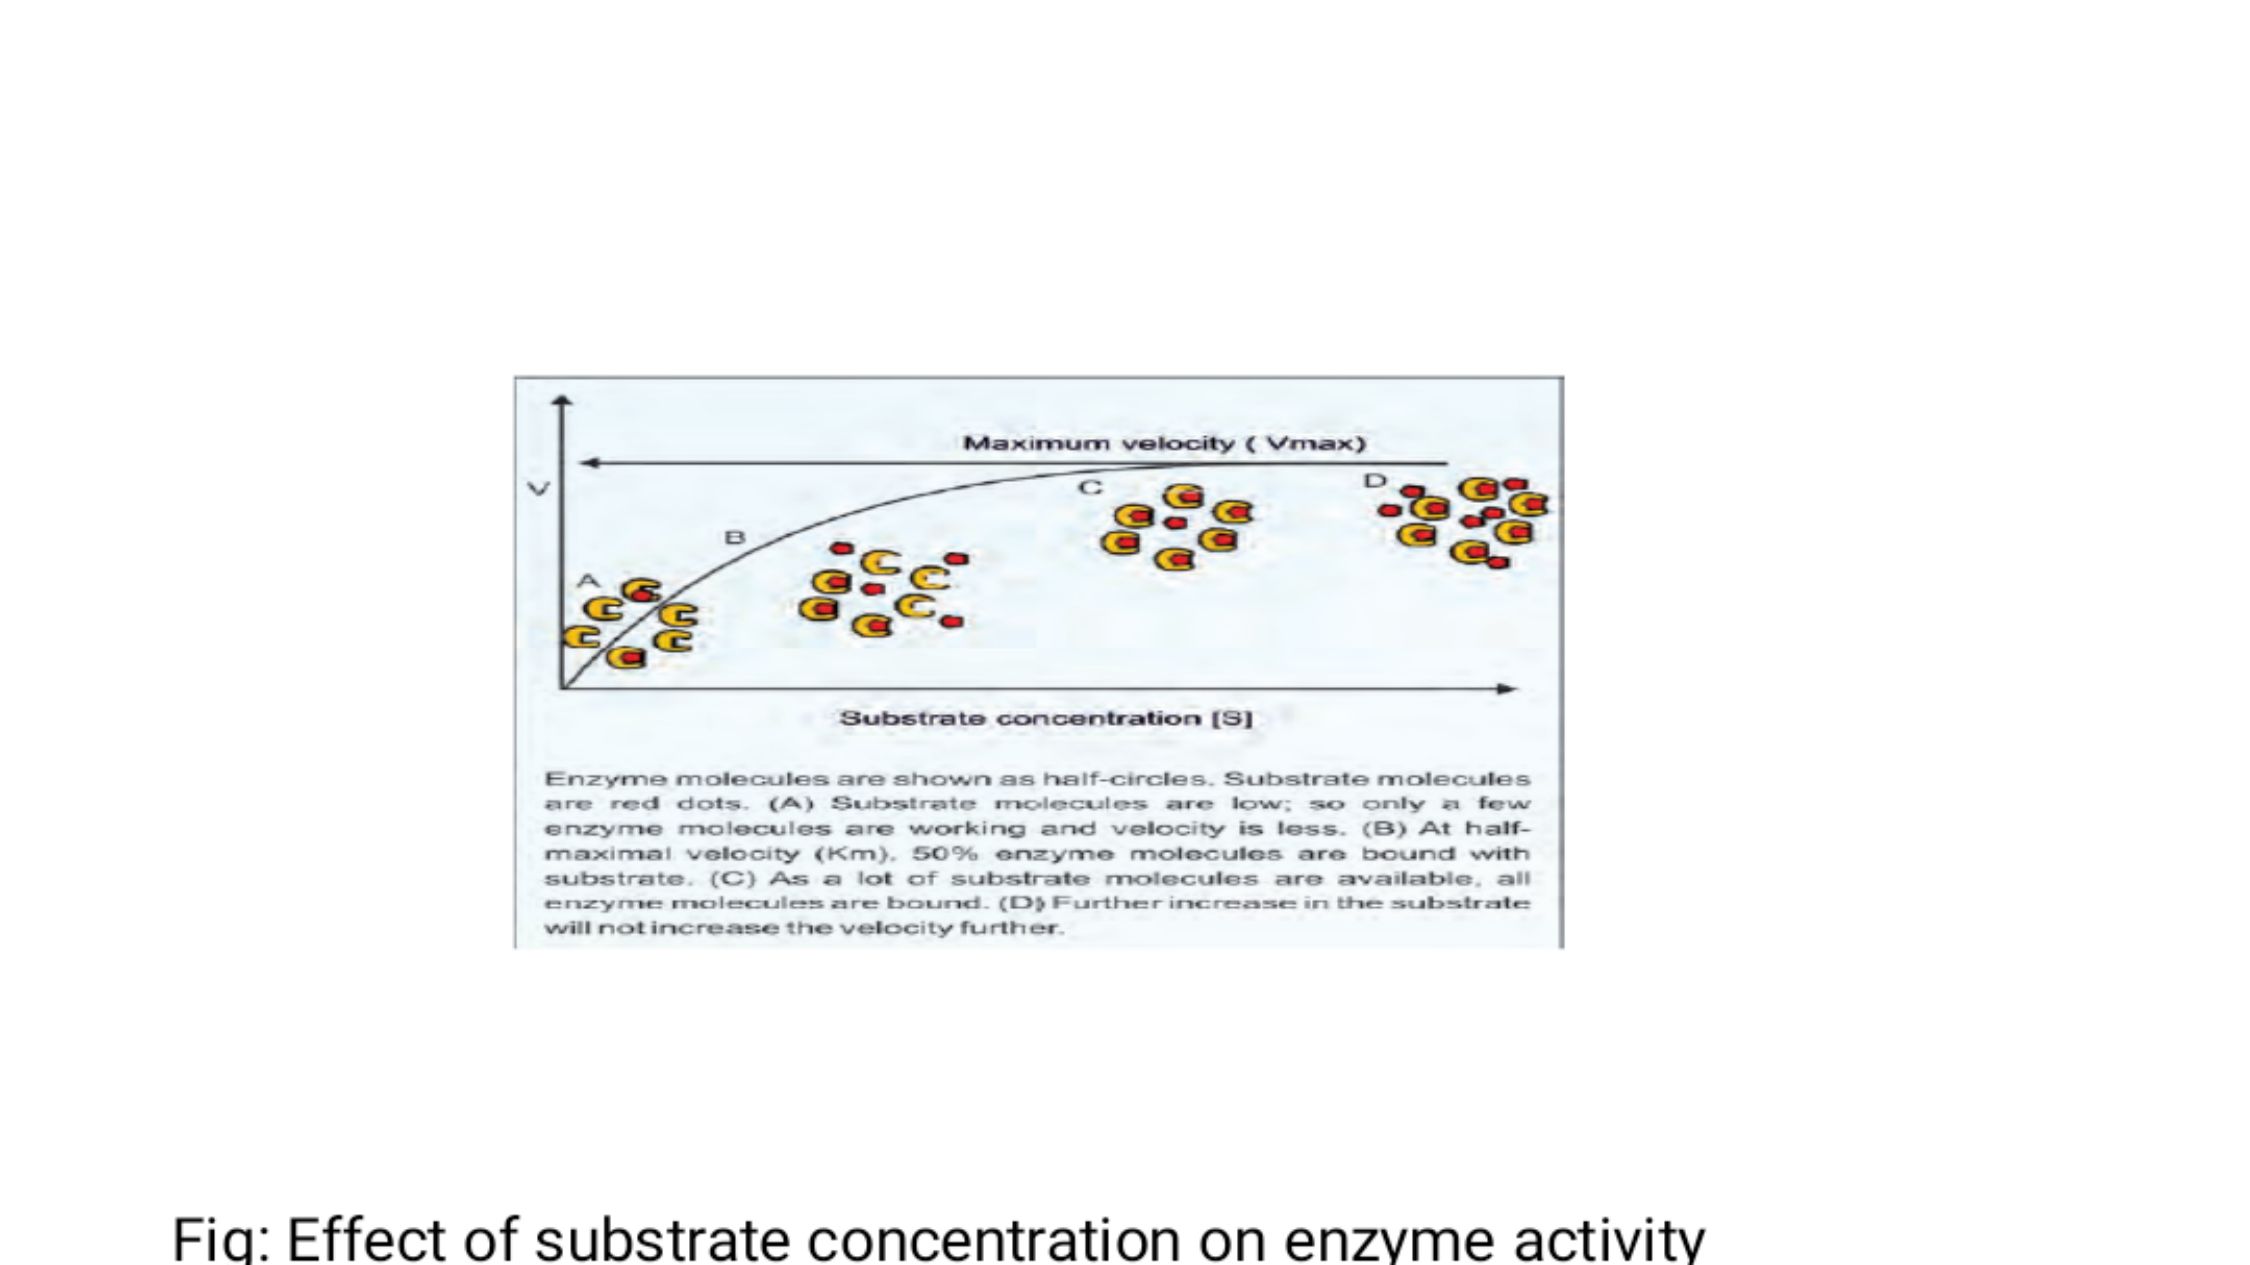 Maximum velocity ( Vmax)
V
A
B
C
D
Substrate concentration [S]
Enzyme molecules are shown as half-circles. Substrate molecules
are red dots. (A) Substrate molecules are low; so only a few
enzyme molecules are working and velocity is less. (B) At half-
maximal velocity (Km), 50% enzyme molecules are bound with
substrate. (C) As a lot of substrate molecules are available, all
enzyme molecules are bound. (D) Further increase in the substrate
will not increase the velocity further.
Fig: Effect of substrate concentration on enzyme activity